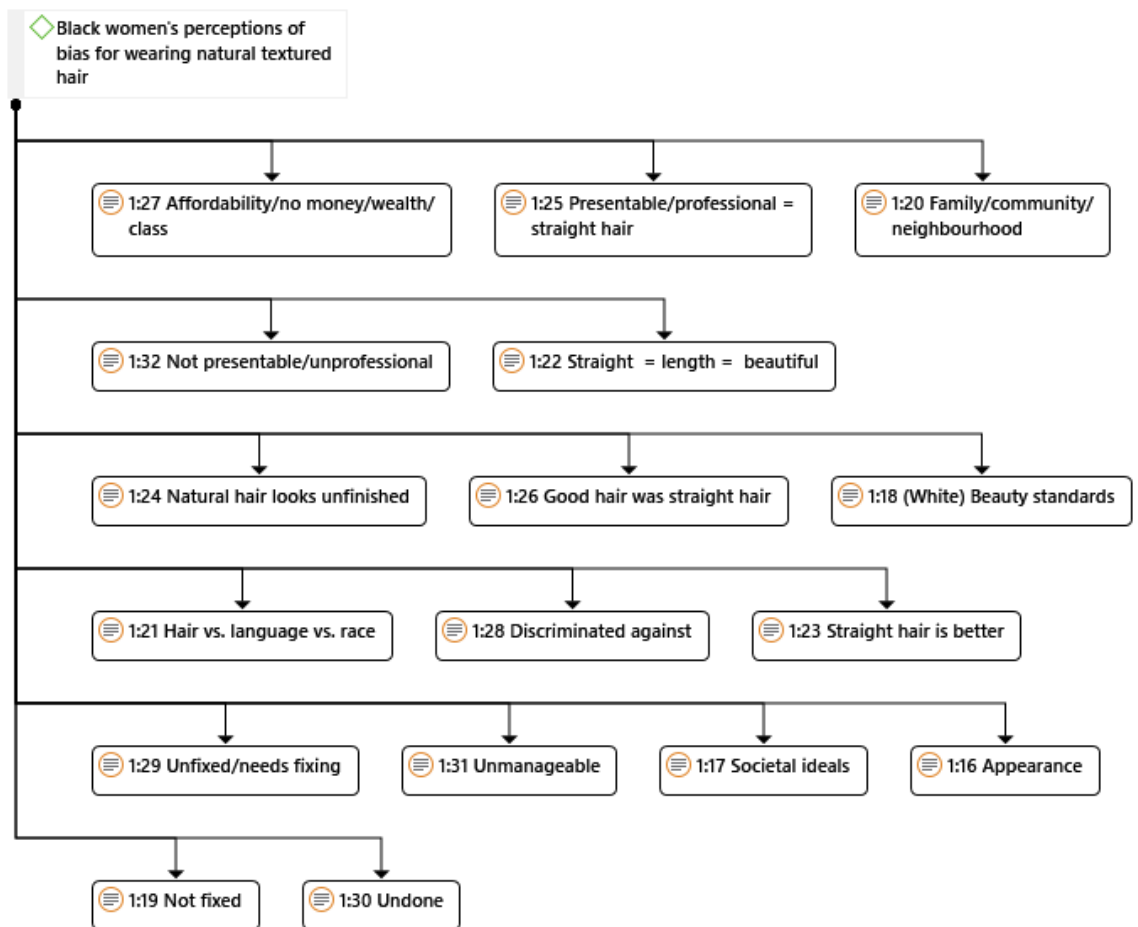 Black women's perceptions of
bias for wearing natural textured
hair
1:27 Affordability/no money/wealth/
class
1:25 Presentable/professional =
straight hair
1:20 Family/community/
neighbourhood
1:32 Not presentable/unprofessional
1:22 Straight = length = beautiful
1:24 Natural hair looks unfinished
1:26 Good hair was straight hair
1:18 (White) Beauty standards
1:21 Hair vs. language vs. race
1:28 Discriminated against
1:23 Straight hair is better
1:29 Unfixed/needs fixing
1:31 Unmanageable
1:17 Societal ideals
1:16 Appearance
1:19 Not fixed
1:30 Undone